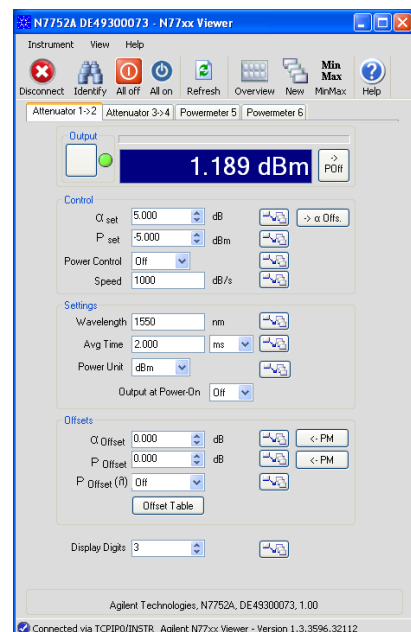 N7752A DE49300073 - N77xx Viewer
Instrument View Help
Min
Max
Disconnect Identify All off All on Refresh Overview New MinMax Help
Attenuator 1->2 Attenuator 3->4 Powermeter 5 Powermeter 6
Output
1.189 dBm
->
POff
Control
α set 5.000 dB -> α Offs.
P set -5.000 dBm
Power Control Off
Speed 1000 dB/s
Settings
Wavelength 1550 nm
Avg Time 2.000 ms
Power Unit dBm
Output at Power-On Off
Offsets
α Offset 0.000 dB <- PM
P Offset 0.000 dB <- PM
P Offset Off
Offset Table
Display Digits 3
Agilent Technologies, N7752A, DE49300073, 1.00
Connected via TCPIP0/INSTR Agilent N77xx Viewer - Version 1.3.3596.32112